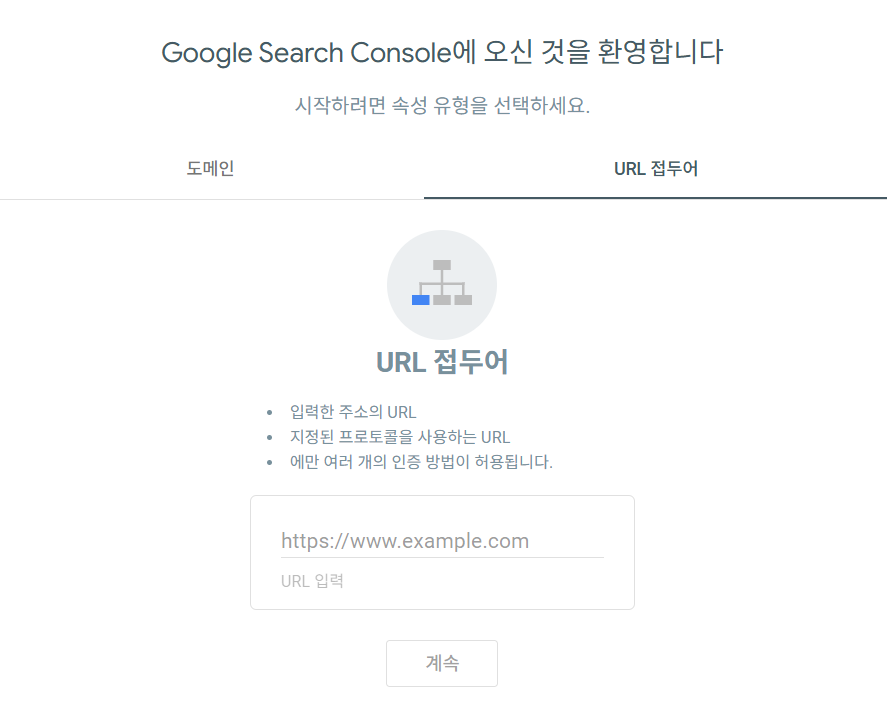 Google Search Console에 오신 것을 환영합니다
시작하려면 속성 유형을 선택하세요.
도메인
URL 접두어
URL 접두어
• 입력한 주소의 URL
• 지정된 프로토콜을 사용하는 URL
• 에만 여러 개의 인증 방법이 허용됩니다.
https://www.example.com
URL 입력
계속